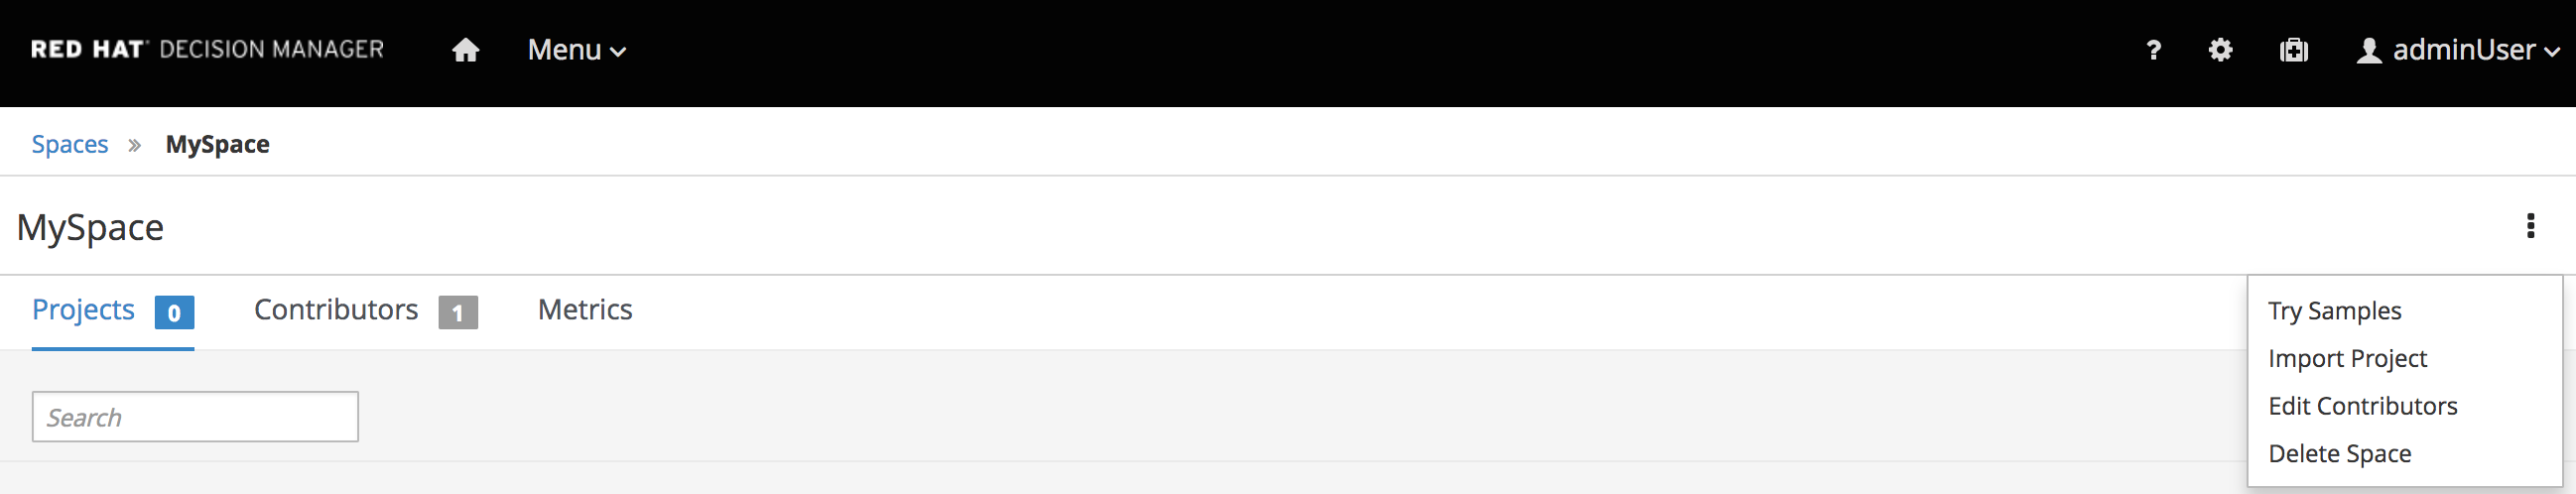 RED HAT DECISION MANAGER Menu ? adminUser
Spaces » MySpace
MySpace
Projects 0 Contributors 1 Metrics
Search
Try Samples
Import Project
Edit Contributors
Delete Space